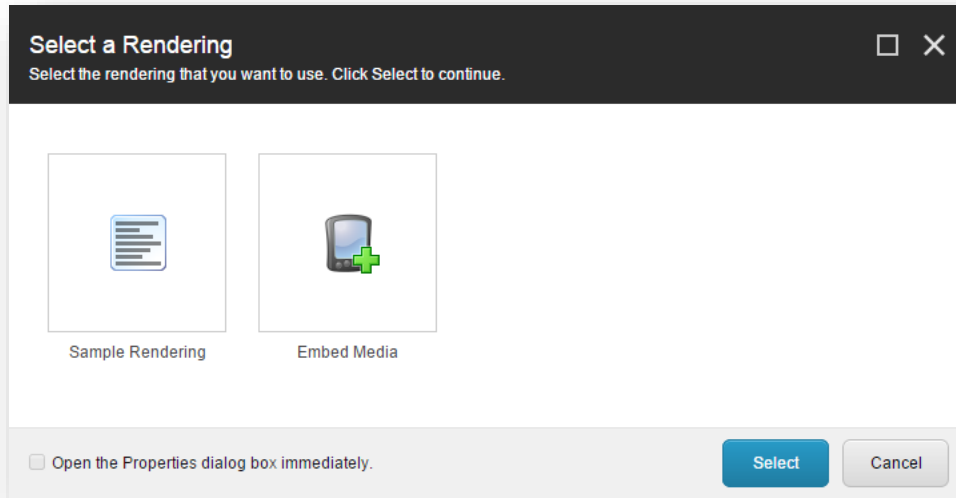 Select a Rendering
Select the rendering that you want to use. Click Select to continue.
Sample Rendering
Embed Media
Open the Properties dialog box immediately.
Select
Cancel